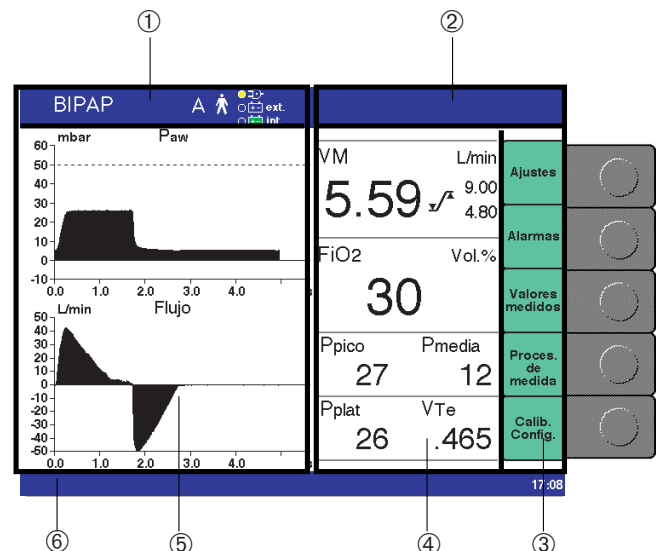 ① ②
BIPAP A ext.
int.
mbar Paw
60
50
40
30
20
10
0
-10
0.0 1.0 2.0 3.0 4.0 s
L/min Flujo
50
40
30
20
10
0
-10
-20
-30
-40
-50
0.0 1.0 2.0 3.0 4.0 s
VM L/min
5.59 9.00
4.80
FiO2 Vol.%
30
Ppico Pmedia
27 12
Pplat VTe
26 .465
Ajustes
Alarmas
Valores
medidos
Proces.
de
medida
Calib.
Config.
17:08
⑥ ⑤ ④ ③